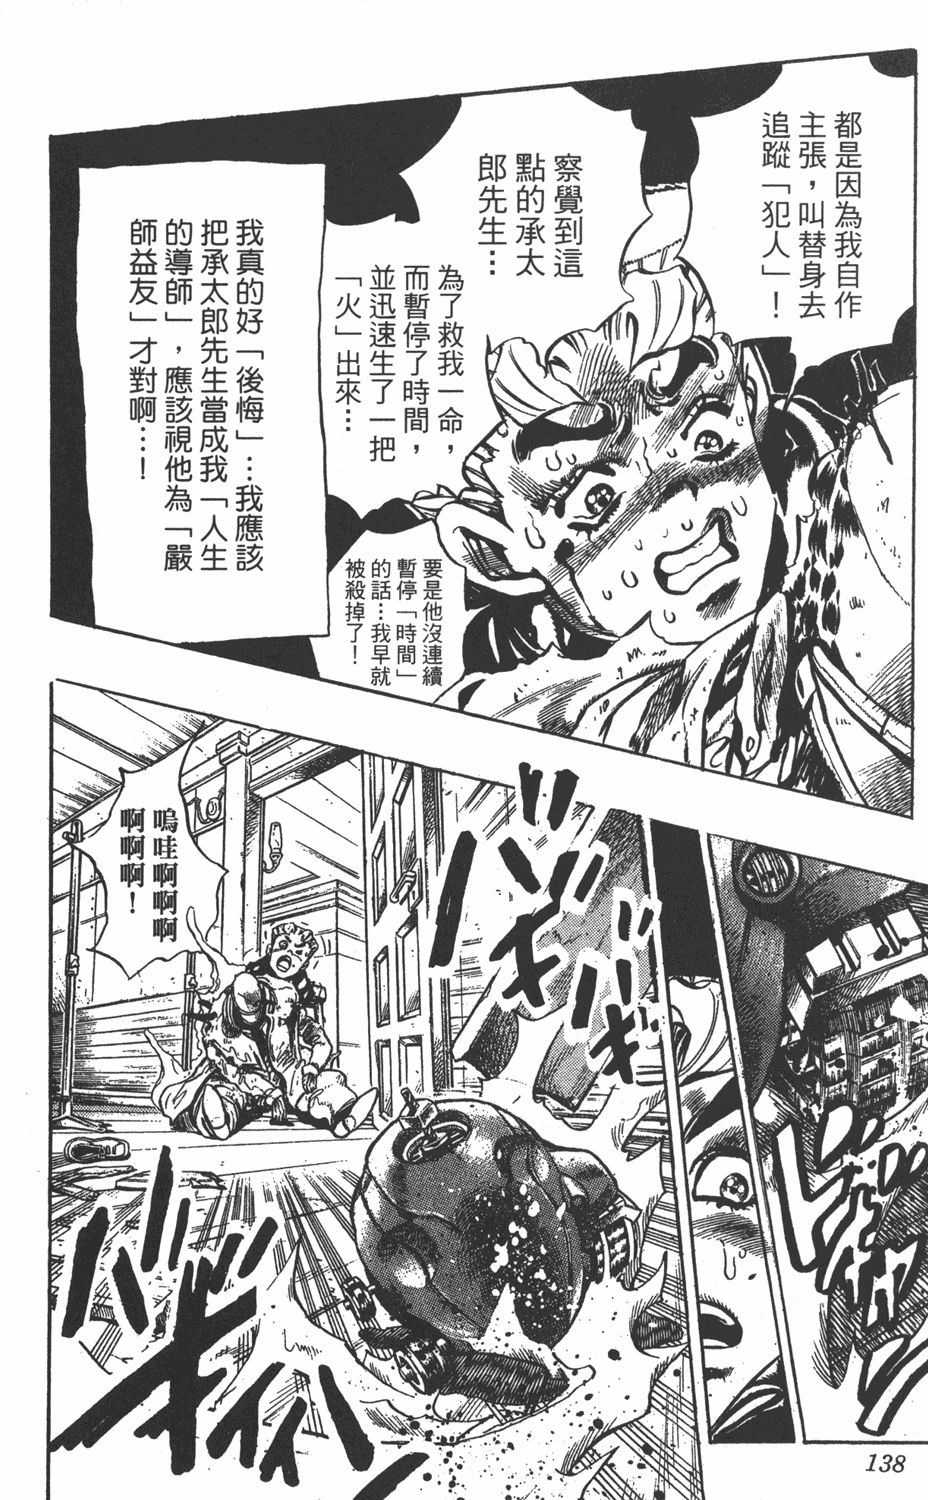 都是因為我自作
主張，叫替身去
追蹤「犯人」！
察覺到這
點的承太
郎先生…
為了救我一命，
而暫停了時間，
並迅速生了一把
「火」出來…
要是他沒連續
暫停「時間」
的話…我早就
被殺掉了！
我真的好「後悔」…我應該
把承太郎先生當成我「人生
的導師」，應該視他為「嚴
師益友」才對啊…！
嗚哇啊啊啊
啊啊啊！
バギ
バギィィ
138